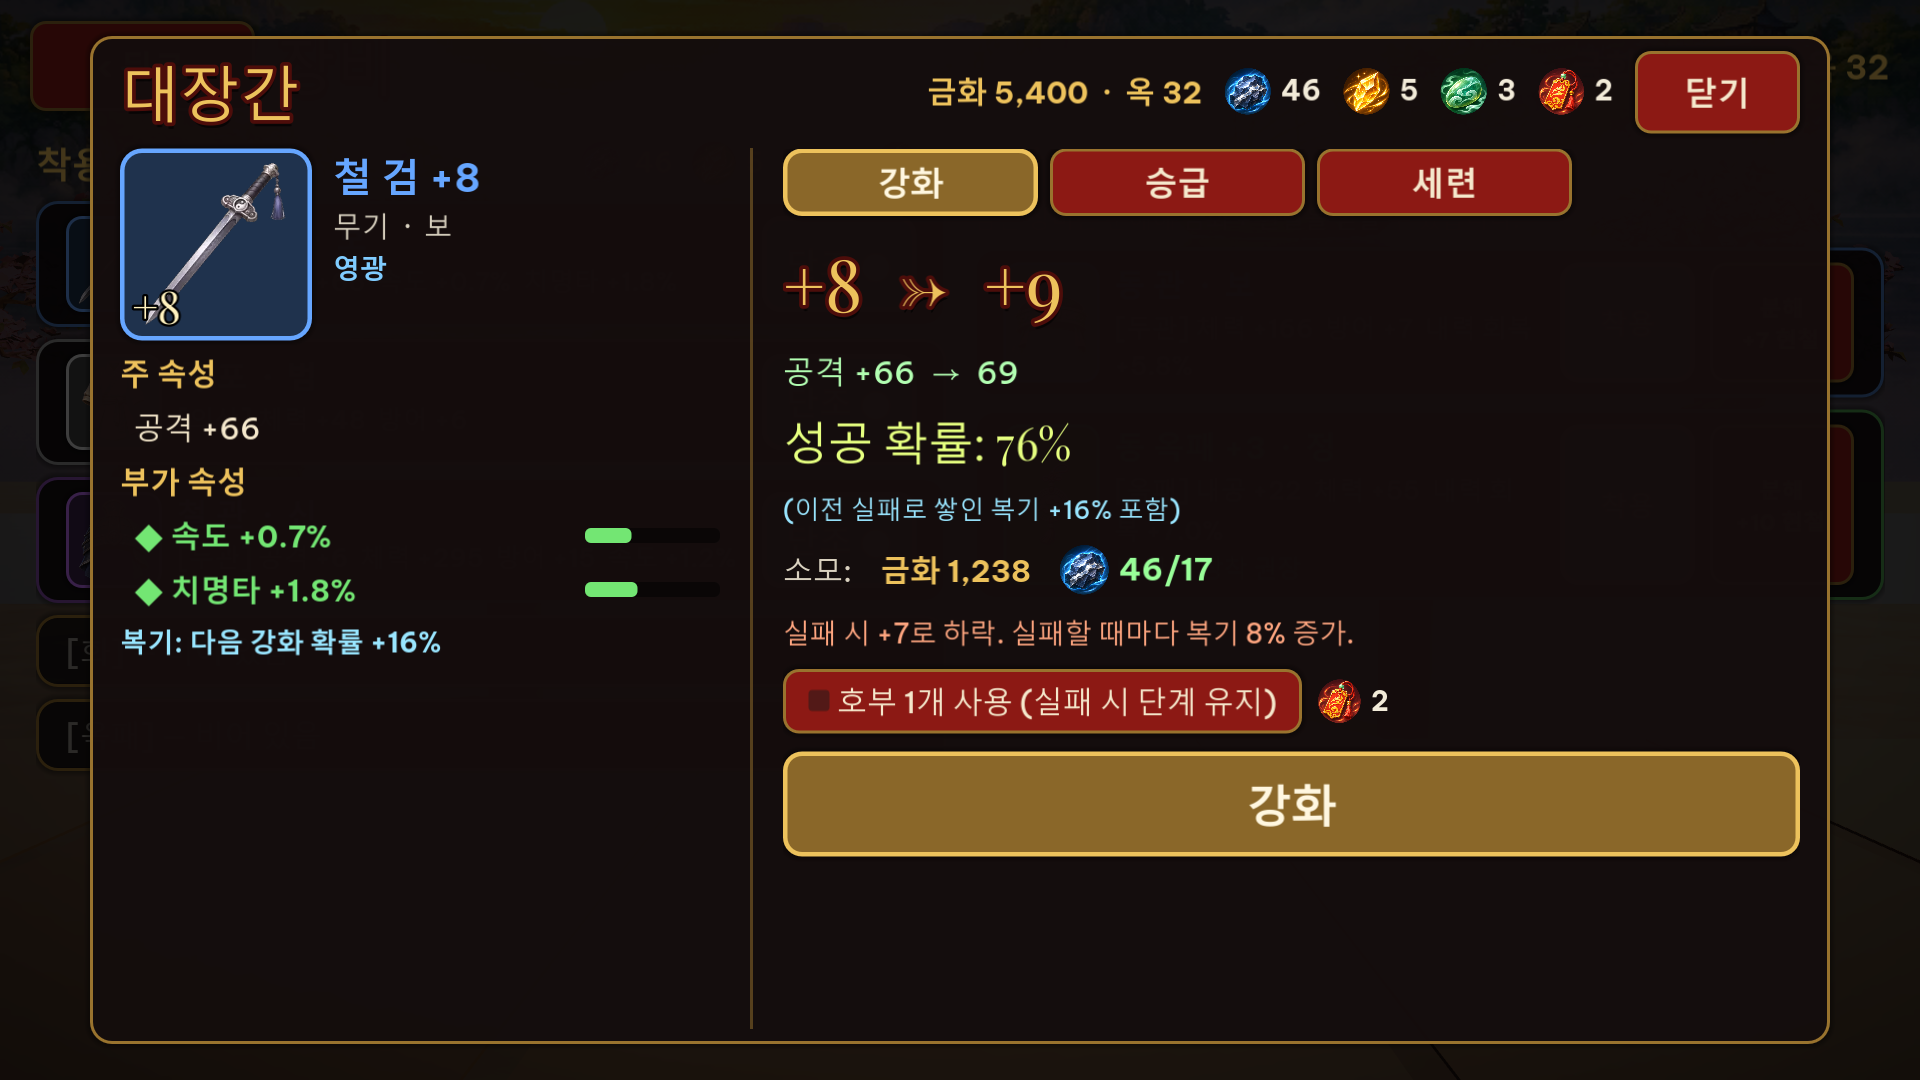 대장간
금화 5,400 · 옥 32 46 5 3 2 닫기
32
착용
철 검 +8
무기 · 보
영광
+8
주 속성
공격 +66
부가 속성
◆ 속도 +0.7%
◆ 치명타 +1.8%
복기: 다음 강화 확률 +16%
강화 승급 세련
+8 → +9
공격 +66 → 69
성공 확률: 76%
(이전 실패로 쌓인 복기 +16% 포함)
소모: 금화 1,238 46/17
실패 시 +7로 하락. 실패할 때마다 복기 8% 증가.
호부 1개 사용 (실패 시 단계 유지) 2
강화